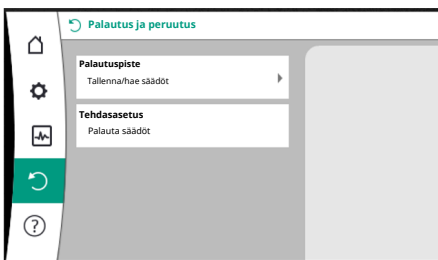 Palautus ja peruutus
Palautuspiste
Tallenna/hae säädöt
Tehdasasetus
Palauta säädöt
?